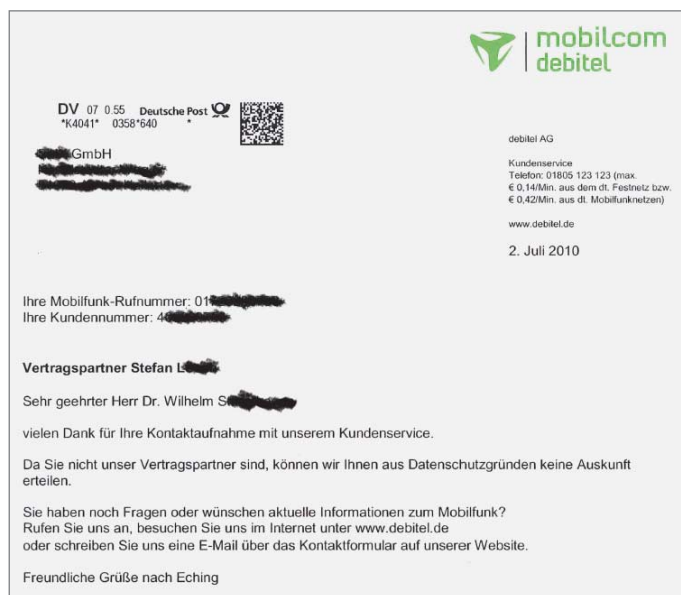 mobilcom
debitel
DV 07 0.55 Deutsche Post
*K4041* 0358*640 *
GmbH
debitel AG
Kundenservice
Telefon: 01805 123 123 (max.
€ 0,14/Min. aus dem dt. Festnetz bzw.
€ 0,42/Min. aus dt. Mobilfunknetzen)
www.debitel.de
2. Juli 2010
Ihre Mobilfunk-Rufnummer: 01
Ihre Kundennummer: 4
Vertragspartner Stefan L
Sehr geehrter Herr Dr. Wilhelm S
vielen Dank für Ihre Kontaktaufnahme mit unserem Kundenservice.
Da Sie nicht unser Vertragspartner sind, können wir Ihnen aus Datenschutzgründen keine Auskunft
erteilen.
Sie haben noch Fragen oder wünschen aktuelle Informationen zum Mobilfunk?
Rufen Sie uns an, besuchen Sie uns im Internet unter www.debitel.de
oder schreiben Sie uns eine E-Mail über das Kontaktformular auf unserer Website.
Freundliche Grüße nach Eching